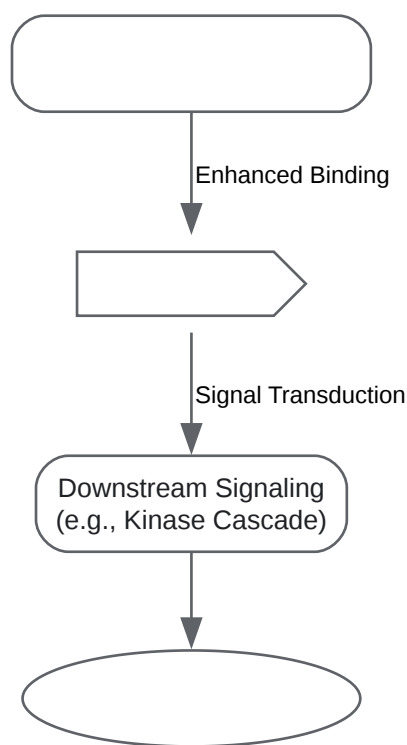 Enhanced Binding
Signal Transduction
Downstream Signaling
(e.g., Kinase Cascade)